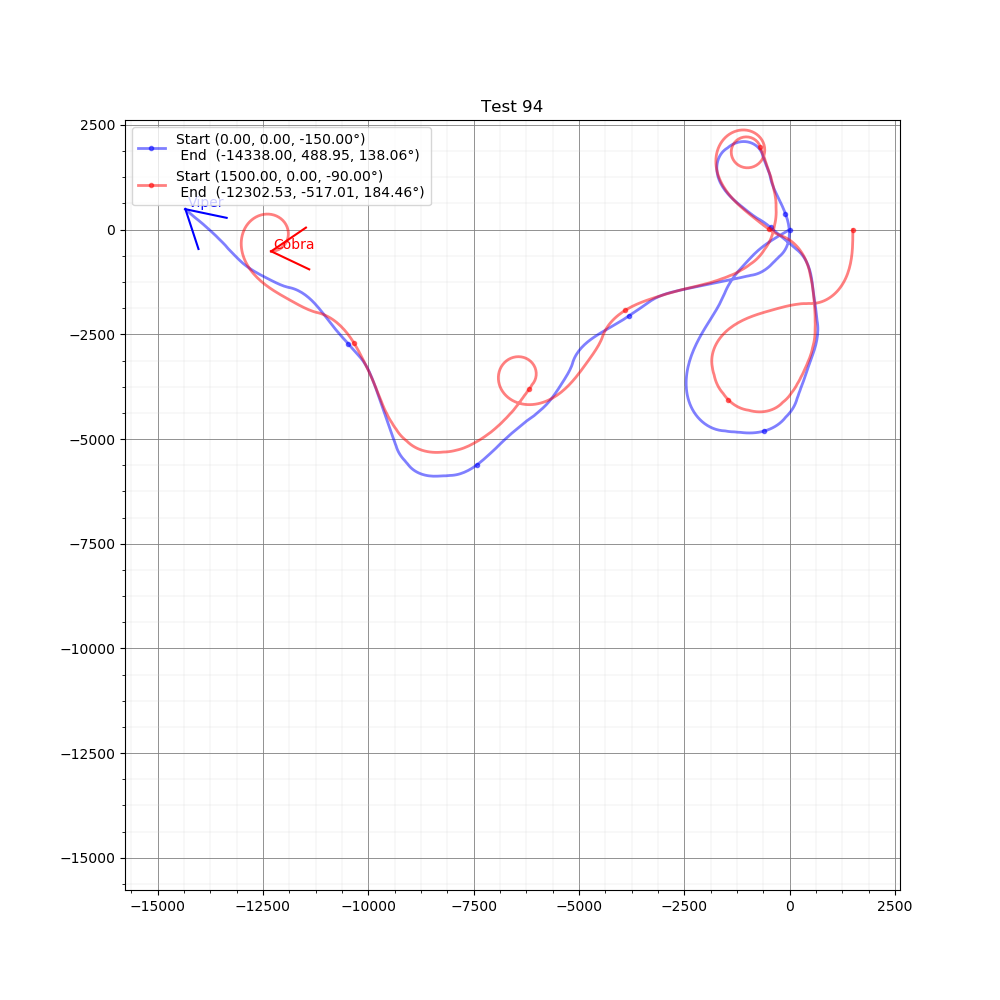 Test 94
Start (0.00, 0.00, -150.00°)
End  (-14338.00, 488.95, 138.06°)
Start (1500.00, 0.00, -90.00°)
End  (-12302.53, -517.01, 184.46°)
Viper
Cobra
2500
0
−2500
−5000
−7500
−10000
−12500
−15000
−15000 −12500 −10000 −7500 −5000 −2500 0 2500